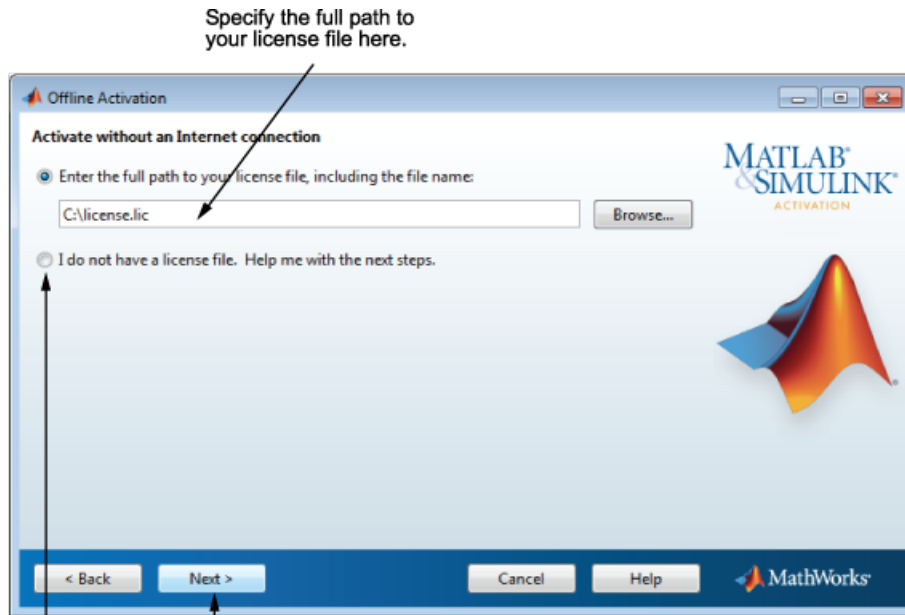 Specify the full path to
your license file here.
Offline Activation
Activate without an Internet connection
Enter the full path to your license file, including the file name:
C:\license.lic
Browse...
I do not have a license file. Help me with the next steps.
MATLAB®
&SIMULINK®
ACTIVATION
< Back
Next >
Cancel
Help
MathWorks®